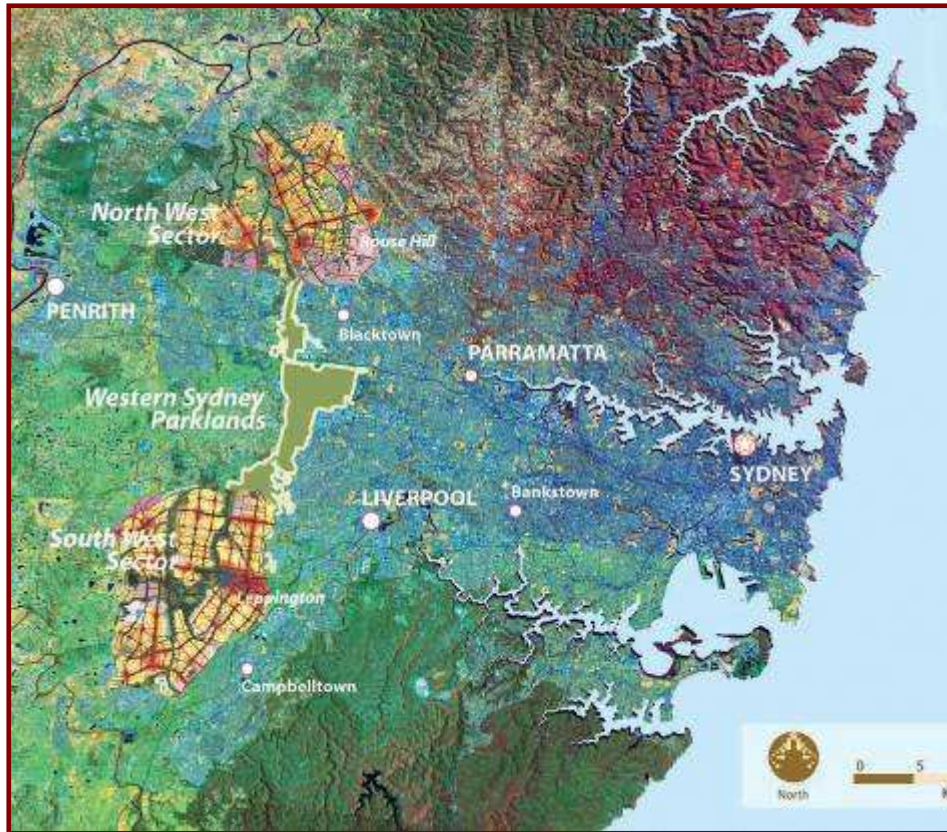 North West
Sector
Rouse Hill
PENRITH
Blacktown
PARRAMATTA
Western Sydney
Parklands
SYDNEY
LIVERPOOL
Bankstown
South West
Sector
Leppington
Campbelltown
0 5
North
K